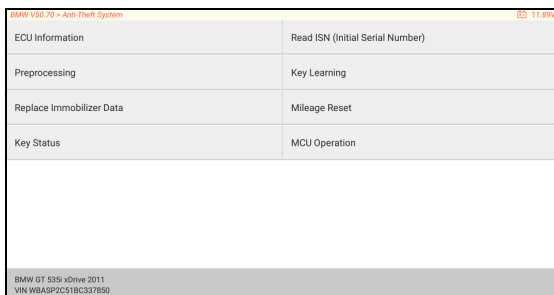 BMW V50.70 > Anti-Theft System 11.89V
ECU Information Read ISN (Initial Serial Number)
Preprocessing Key Learning
Replace Immobilizer Data Mileage Reset
Key Status MCU Operation
BMW GT 535i xDrive 2011
VIN WBASP2C51BC337850